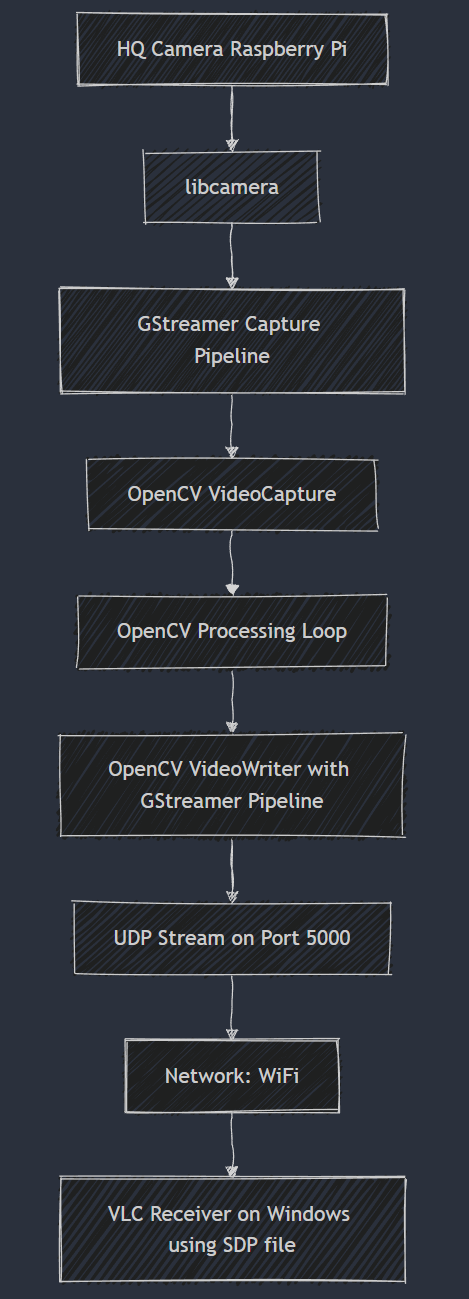 HQ Camera Raspberry Pi
libcamera
GStreamer Capture
Pipeline
OpenCV VideoCapture
OpenCV Processing Loop
OpenCV VideoWriter with
GStreamer Pipeline
UDP Stream on Port 5000
Network: WiFi
VLC Receiver on Windows
using SDP file